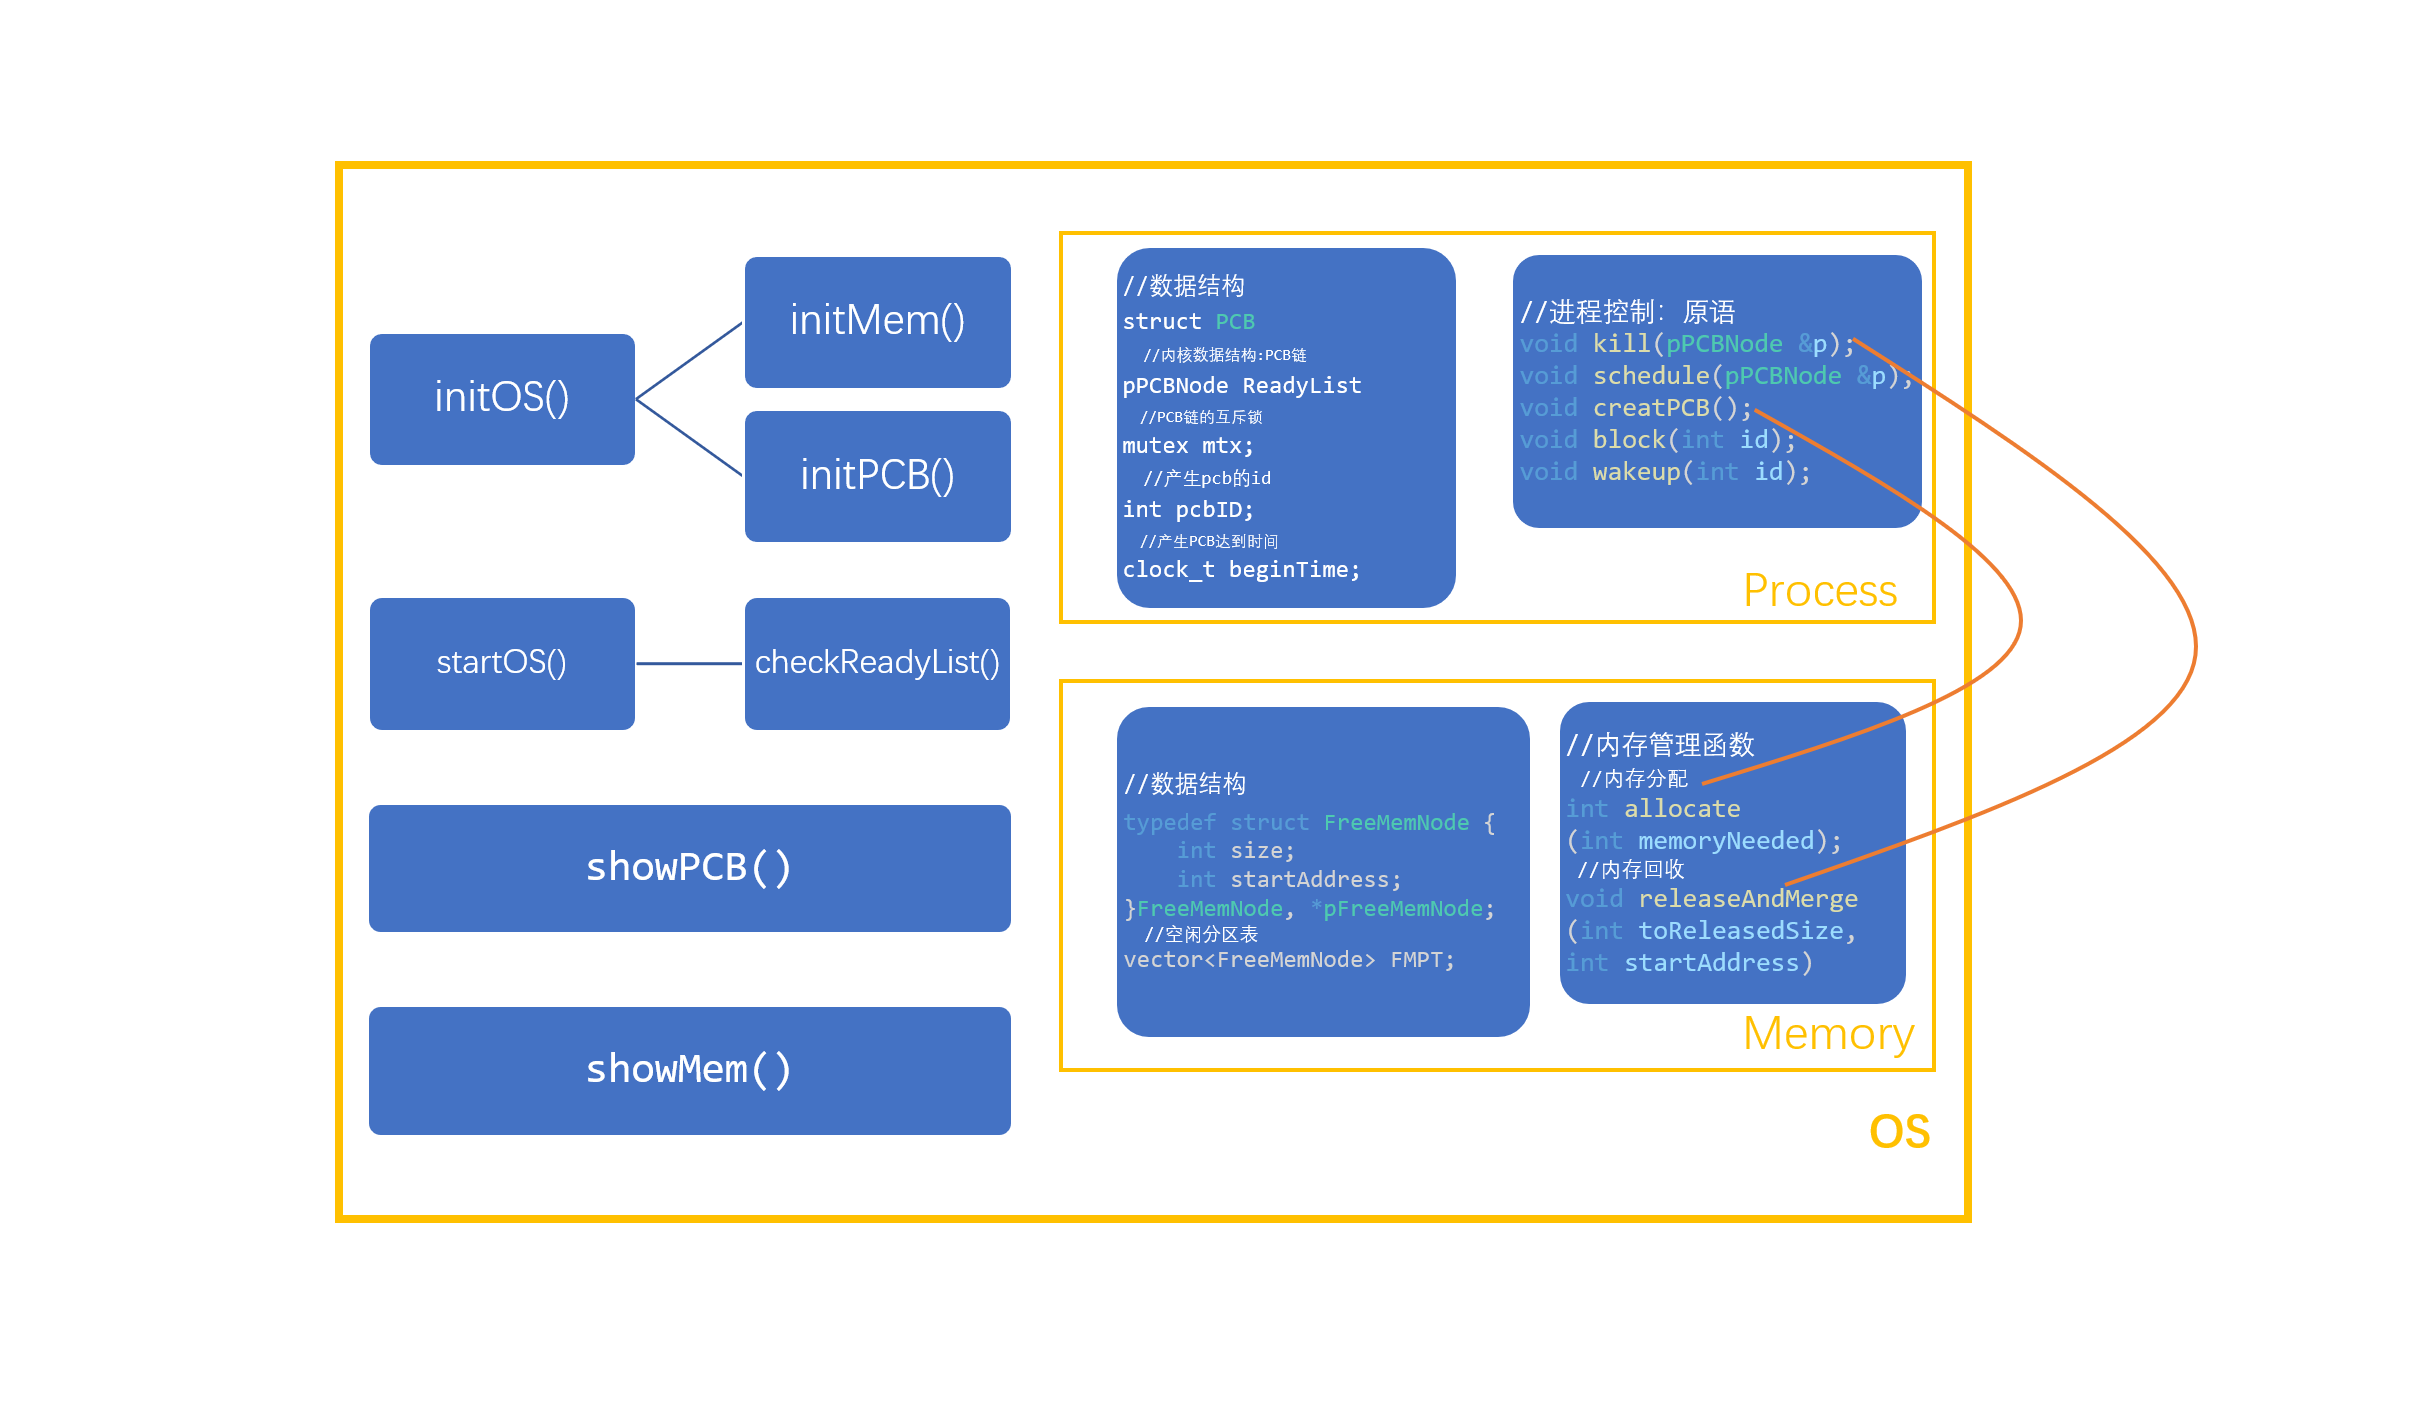 initOS()
initMem()
initPCB()
startOS()
checkReadyList()
showPCB()
showMem()
//数据结构
struct PCB
//内核数据结构:PCB链
pPCBNode ReadyList
//PCB链的互斥锁
mutex mtx;
//产生pcb的id
int pcbID;
//产生PCB达到时间
clock_t beginTime;
//进程控制：原语
void kill(pPCBNode &p);
void schedule(pPCBNode &p);
void creatPCB();
void block(int id);
void wakeup(int id);
Process
//数据结构
typedef struct FreeMemNode {
int size;
int startAddress;
}FreeMemNode, *pFreeMemNode;
//空闲分区表
vector<FreeMemNode> FMPT;
//内存管理函数
//内存分配
int allocate
(int memoryNeeded);
//内存回收
void releaseAndMerge
(int toReleasedSize,
int startAddress)
Memory
OS